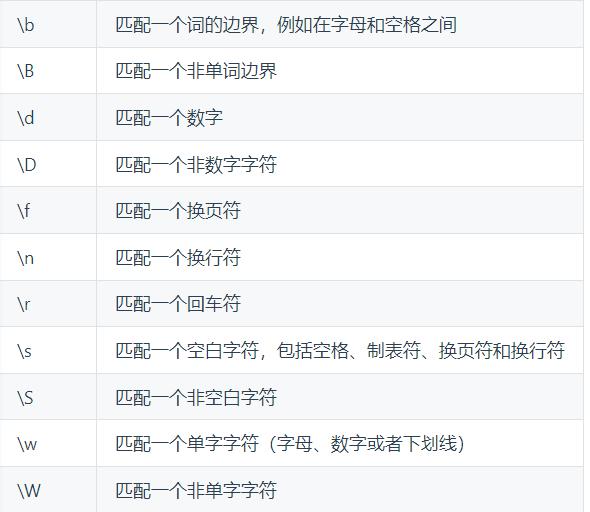 \b 匹配一个词的边界，例如在字母和空格之间
\B 匹配一个非单词边界
\d 匹配一个数字
\D 匹配一个非数字字符
\f 匹配一个换页符
\n 匹配一个换行符
\r 匹配一个回车符
\s 匹配一个空白字符，包括空格、制表符、换页符和换行符
\S 匹配一个非空白字符
\w 匹配一个单字字符（字母、数字或者下划线）
\W 匹配一个非单字字符